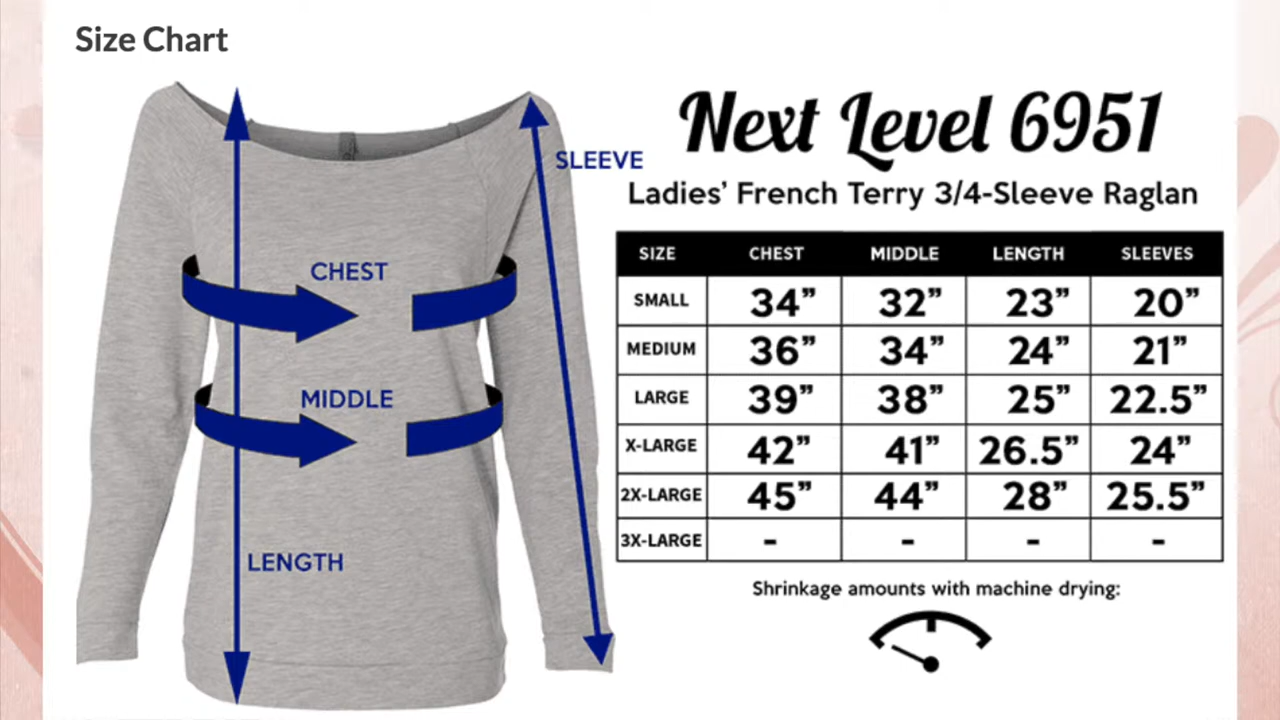 Size Chart
Next Level 6951
Ladies’ French Terry 3/4-Sleeve Raglan
SLEEVE
CHEST
MIDDLE
LENGTH
SIZE CHEST MIDDLE LENGTH SLEEVES
SMALL 34” 32” 23” 20”
MEDIUM 36” 34” 24” 21”
LARGE 39” 38” 25” 22.5”
X-LARGE 42” 41” 26.5” 24”
2X-LARGE 45” 44” 28” 25.5”
3X-LARGE - - - -
Shrinkage amounts with machine drying: